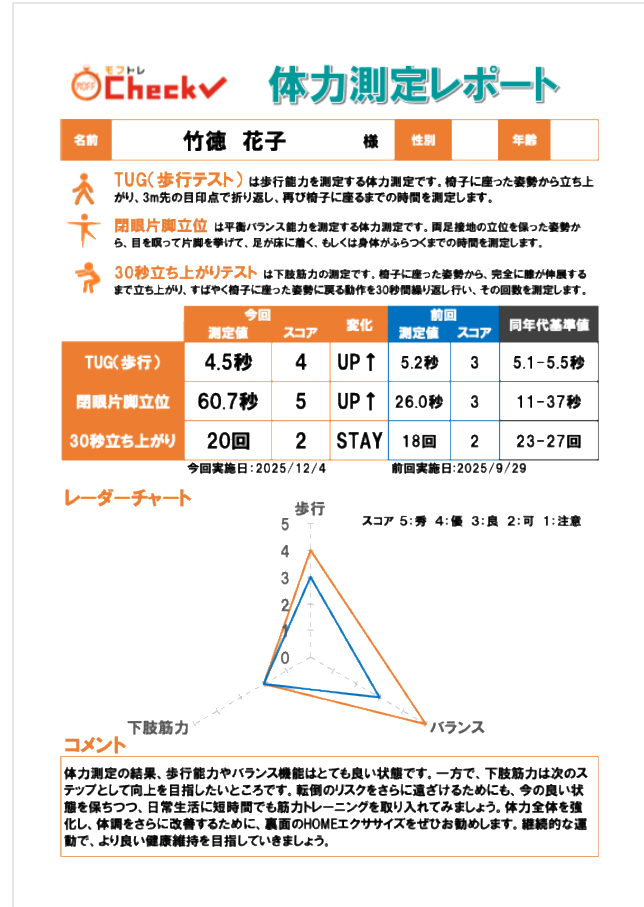 モフトレ
MOFF Check 体力測定レポート
名前 竹徳 花子 様 性別 年齢
TUG(歩行テスト) は歩行能力を測定する体力測定です。椅子に座った姿勢から立ち上
がり、3m先の目印点で折り返し、再び椅子に座るまでの時間を測定します。
閉眼片脚立位 は平衡バランス能力を測定する体力測定です。両足接地の立位を保った姿勢か
ら、目を瞑って片脚を挙げて、足が床に着く、もしくは身体がふらつくまでの時間を測定します。
30秒立ち上がりテスト は下肢筋力の測定です。椅子に座った姿勢から、完全に膝が伸展する
まで立ち上がり、すばやく椅子に座った姿勢に戻る動作を30秒間繰り返し行い、その回数を測定します。
今回 変化 前回 同年代基準値
測定値 スコア 測定値 スコア
TUG(歩行) 4.5秒 4 UP↑ 5.2秒 3 5.1-5.5秒
閉眼片脚立位 60.7秒 5 UP↑ 26.0秒 3 11-37秒
30秒立ち上がり 20回 2 STAY 18回 2 23-27回
今回実施日:2025/12/4 前回実施日:2025/9/29
レーダーチャート
歩行
スコア 5:秀 4:優 3:良 2:可 1:注意
5
4
3
2
1
0
下肢筋力 バランス
コメント
体力測定の結果、歩行能力やバランス機能はとても良い状態です。一方で、下肢筋力は次のス
テップとして向上を目指したいところです。転倒のリスクをさらに遠ざけるためにも、今の良い状
態を保ちつつ、日常生活に短時間でも筋力トレーニングを取り入れてみましょう。体力全体を強
化し、体調をさらに改善するために、裏面のHOMEエクササイズをぜひお勧めします。継続的な運
動で、より良い健康維持を目指していきましょう。